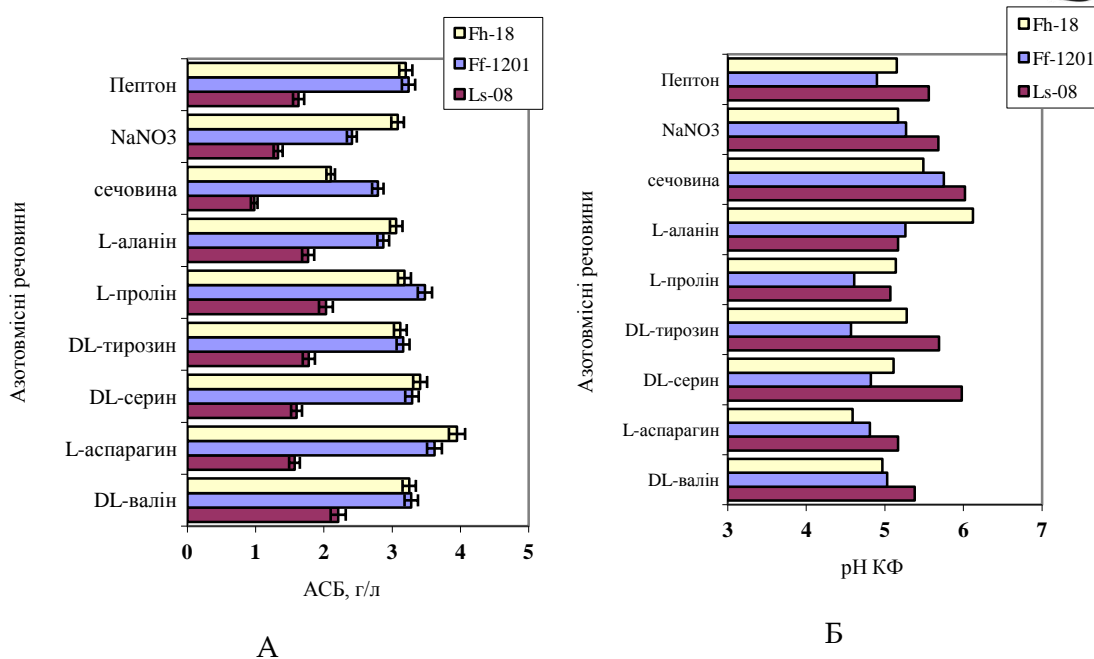 Fh-18
Ff-1201
Ls-08
Азотовмісні речовини
Пептон
NaNO3
сечовина
L-аланін
L-пролін
DL-тирозин
DL-серин
L-аспарагин
DL-валін
0 1 2 3 4 5
АСБ, г/л
А
Fh-18
Ff-1201
Ls-08
Азотовмісні речовини
Пептон
NaNO3
сечовина
L-аланін
L-пролін
DL-тирозин
DL-серин
L-аспарагин
DL-валін
3 4 5 6 7
рН КФ
Б